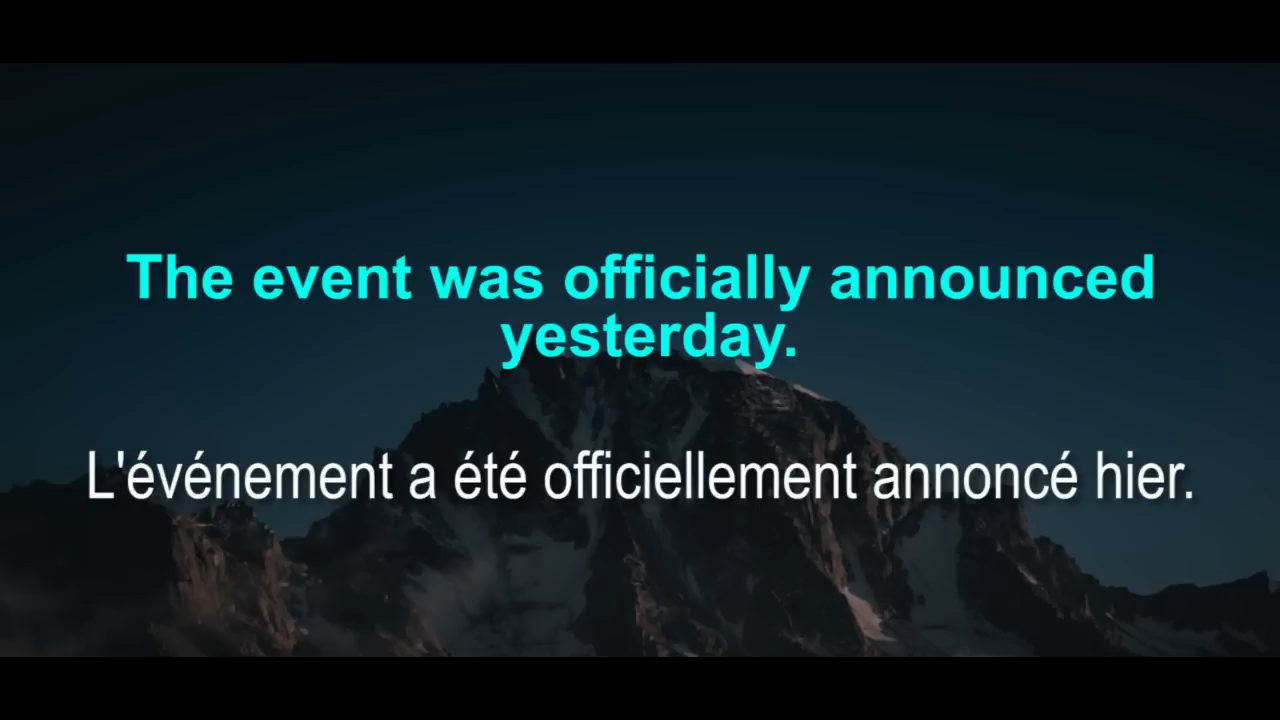 The event was officially announced
yesterday.
L'événement a été officiellement annoncé hier.